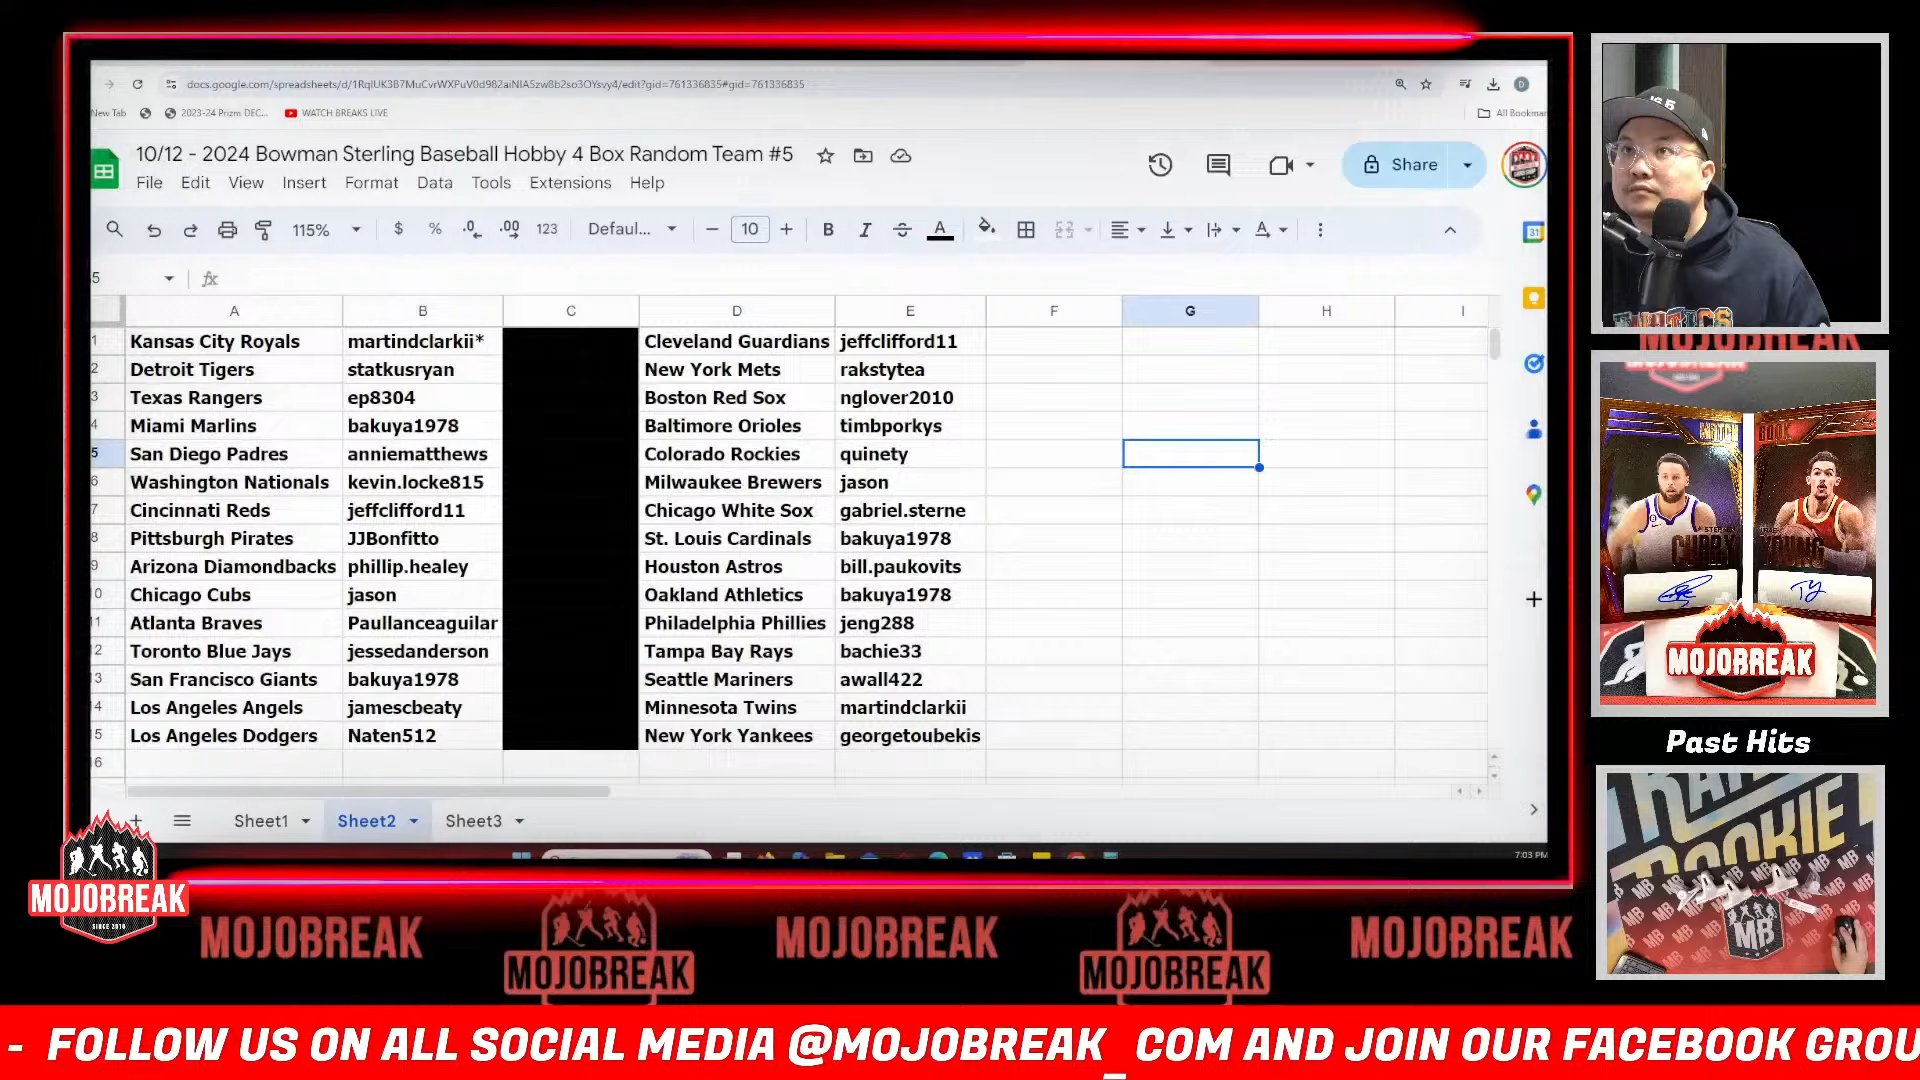 docs.google.com/spreadsheets/d/1RqlUK3B7MuCvrWXPuV0d982aiNIA5zw8b2so3OYsvy4/edit?gid=761336835#gid=761336835
New Tab 2023-24 Prizm DEC... WATCH BREAKS LIVE All Bookmar
10/12 - 2024 Bowman Sterling Baseball Hobby 4 Box Random Team #5
Share
File Edit View Insert Format Data Tools Extensions Help
115% $ % .0 .00 123 Defaul... 10 B I A
31
5 fx
A B C D E F G H I
1 Kansas City Royals martindclarkii* Cleveland Guardians jeffclifford11
2 Detroit Tigers statkusryan New York Mets rakstytea
3 Texas Rangers ep8304 Boston Red Sox nglover2010
4 Miami Marlins bakuya1978 Baltimore Orioles timbporkys
5 San Diego Padres anniematthews Colorado Rockies quinety
6 Washington Nationals kevin.locke815 Milwaukee Brewers jason
7 Cincinnati Reds jeffclifford11 Chicago White Sox gabriel.sterne
8 Pittsburgh Pirates JJBonfitto St. Louis Cardinals bakuya1978
9 Arizona Diamondbacks phillip.healey Houston Astros bill.paukovits
10 Chicago Cubs jason Oakland Athletics bakuya1978
11 Atlanta Braves Paullanceaguilar Philadelphia Phillies jeng288
12 Toronto Blue Jays jessedanderson Tampa Bay Rays bachie33
13 San Francisco Giants bakuya1978 Seattle Mariners awall422
14 Los Angeles Angels jamescbeaty Minnesota Twins martindclarkii
15 Los Angeles Dodgers Naten512 New York Yankees georgetoubekis
16
Sheet1 Sheet2 Sheet3
7:03 PM
MOJOBREAK
SINCE 2010
MOJOBREAK MOJOBREAK MOJOBREAK MOJOBREAK MOJOBREAK
MOJOBREAK
CURRY YOUNG
MOJOBREAK
Past Hits
ROOKIE
MB
- FOLLOW US ON ALL SOCIAL MEDIA @MOJOBREAK_COM AND JOIN OUR FACEBOOK GROU